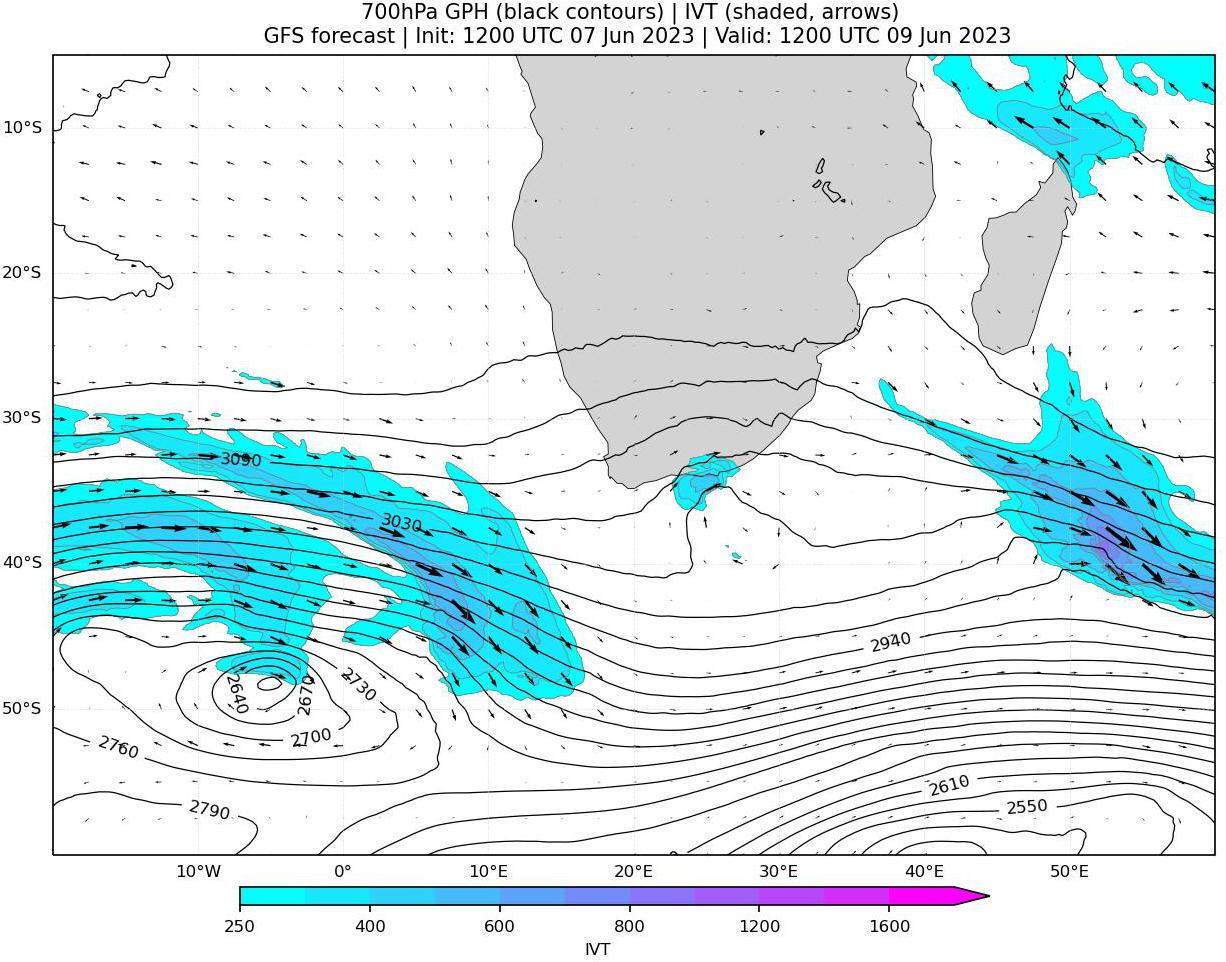 700hPa GPH (black contours) | IVT (shaded, arrows)
GFS forecast | Init: 1200 UTC 07 Jun 2023 | Valid: 1200 UTC 09 Jun 2023
10°S
20°S
30°S
3090
3030
40°S
2940
2640
2670
2730
50°S
2700
2760
2610
2790
2550
10°W 0° 10°E 20°E 30°E 40°E 50°E
250 400 600 800 1200 1600
IVT